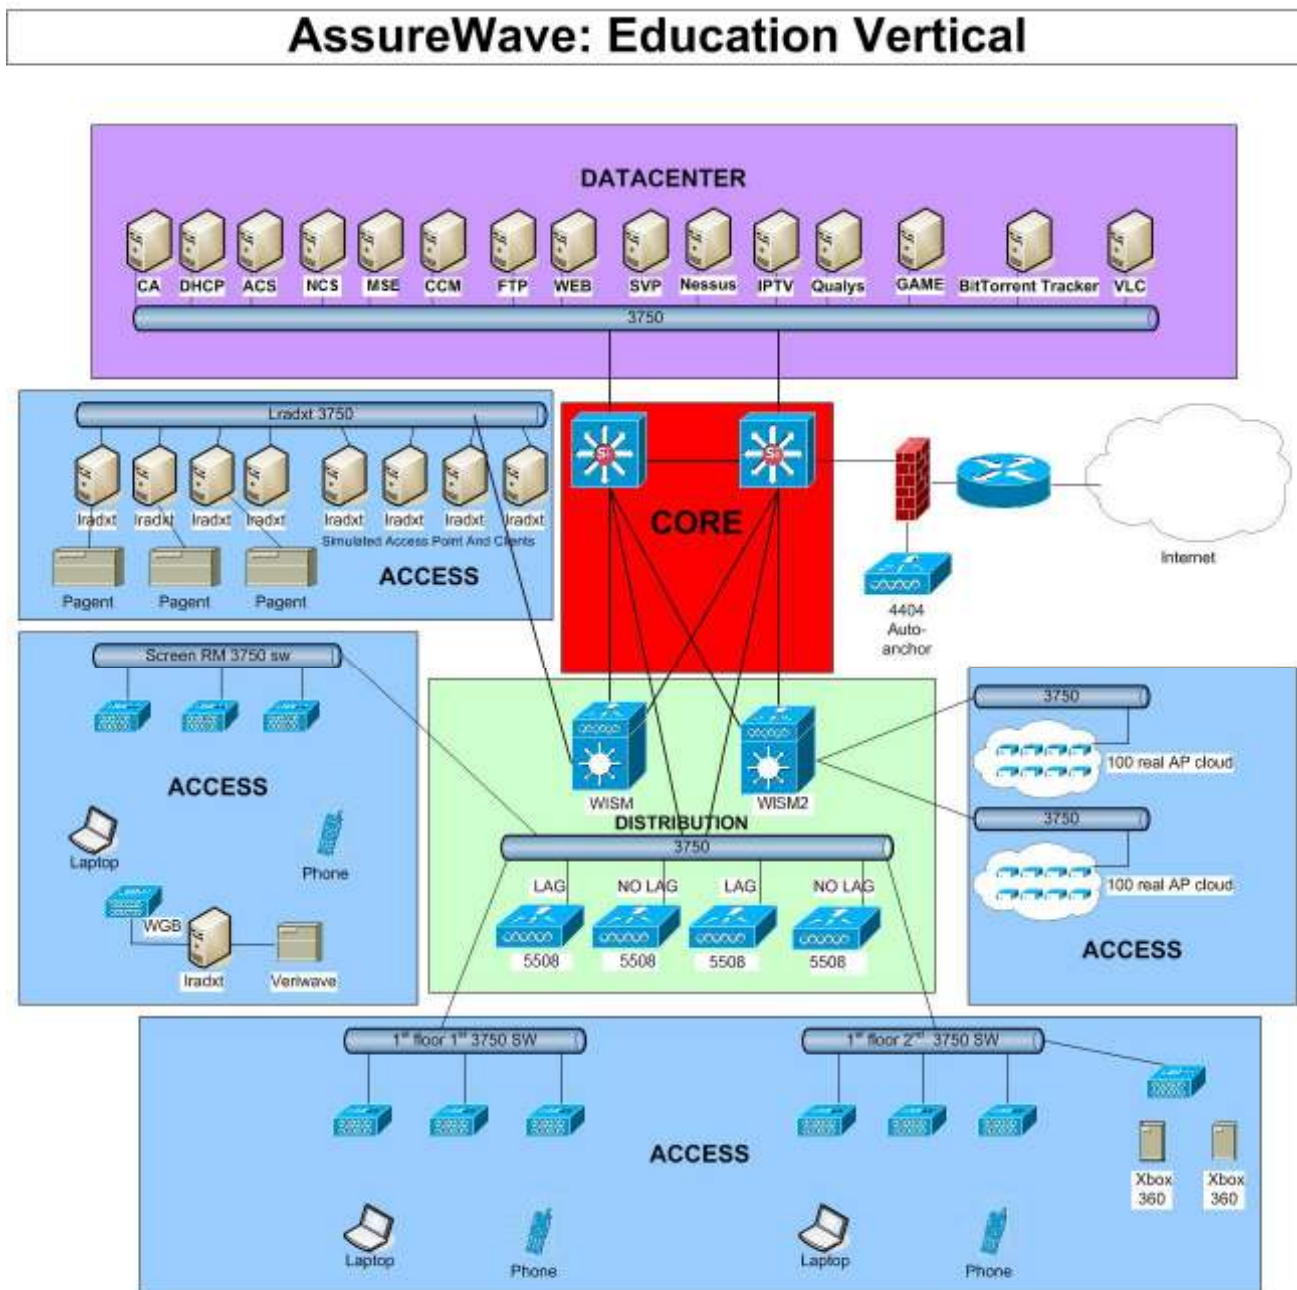 AssureWave: Education Vertical
DATACENTER
CA DHCP ACS NCS MSE CCM FTP WEB SVP Nessus IPTV Qualys GAME BitTorrent Tracker VLC
3750
Lradxt 3750
Iradxt Iradxt Iradxt Iradxt Iradxt Iradxt Iradxt Iradxt
Simulated Access Point And Clients
ACCESS
Pagent Pagent Pagent
Si Si
CORE
Internet
4404
Auto-
anchor
Screen RM 3750 sw
ACCESS
Laptop
Phone
WGB
Iradxt Veriwave
WISM WISM2
DISTRIBUTION
3750
LAG NO LAG LAG NO LAG
5508 5508 5508 5508
3750
100 real AP cloud
3750
100 real AP cloud
ACCESS
1st floor 1st 3750 SW
1st floor 2nd 3750 SW
ACCESS
Xbox
360
Xbox
360
Laptop
Phone
Laptop
Phone